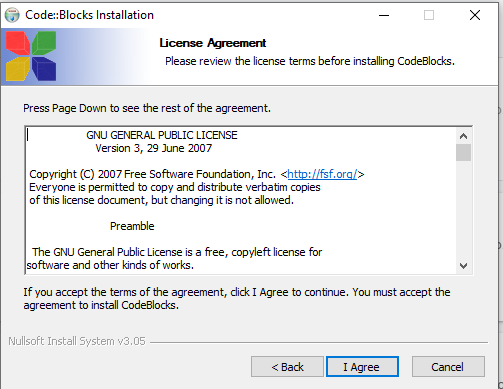 Code::Blocks Installation
License Agreement
Please review the license terms before installing CodeBlocks.
Press Page Down to see the rest of the agreement.
GNU GENERAL PUBLIC LICENSE
Version 3, 29 June 2007
Copyright (C) 2007 Free Software Foundation, Inc. <http://fsf.org/>
Everyone is permitted to copy and distribute verbatim copies
of this license document, but changing it is not allowed.
Preamble
The GNU General Public License is a free, copyleft license for
software and other kinds of works.
If you accept the terms of the agreement, click I Agree to continue. You must accept the
agreement to install CodeBlocks.
Nullsoft Install System v3.05
< Back
I Agree
Cancel